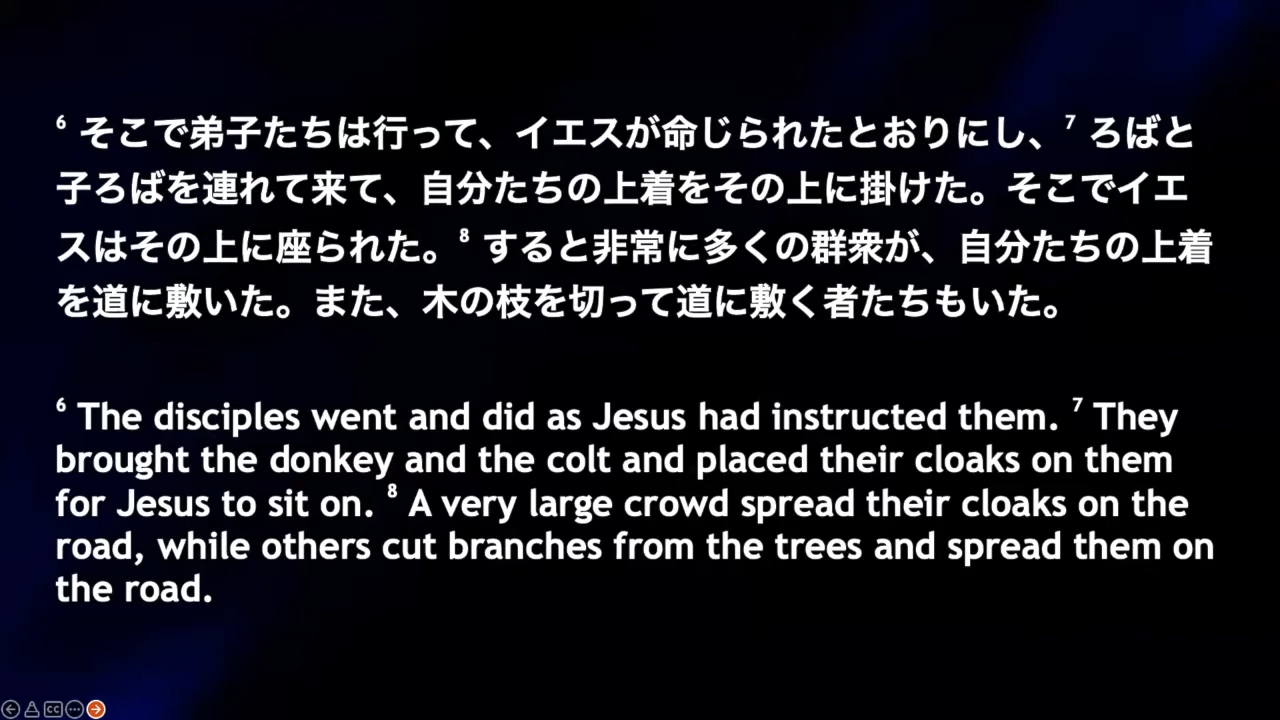 ⁶ そこで弟子たちは行って、イエスが命じられたとおりにし、⁷ ろばと
子ろばを連れて来て、自分たちの上着をその上に掛けた。そこでイエ
スはその上に座られた。⁸ すると非常に多くの群衆が、自分たちの上着
を道に敷いた。また、木の枝を切って道に敷く者たちもいた。
⁶ The disciples went and did as Jesus had instructed them. ⁷ They
brought the donkey and the colt and placed their cloaks on them
for Jesus to sit on. ⁸ A very large crowd spread their cloaks on the
road, while others cut branches from the trees and spread them on
the road.
CC